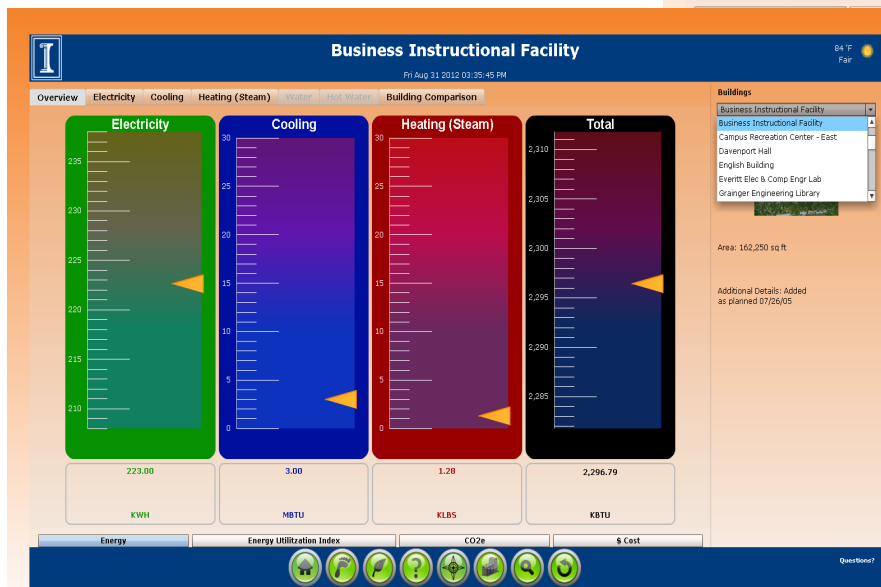 Business Instructional Facility
Fri Aug 31 2012 03:35:45 PM
84 °F
Fair
Overview Electricity Cooling Heating (Steam) Water Hot Water Building Comparison
Buildings
Business Instructional Facility
Business Instructional Facility
Campus Recreation Center - East
Davenport Hall
English Building
Everitt Elec & Comp Engr Lab
Grainger Engineering Library
Area: 162,250 sq ft
Additional Details: Added
as planned 07/26/05
Electricity
235
230
225
220
215
210
223.00
KWH
Cooling
30
25
20
15
10
5
0
3.00
MBTU
Heating (Steam)
30
25
20
15
10
5
0
1.28
KLBS
Total
2,310
2,305
2,300
2,295
2,290
2,285
2,296.79
KBTU
Energy Energy Utilitzation Index CO2e $ Cost
Questions?